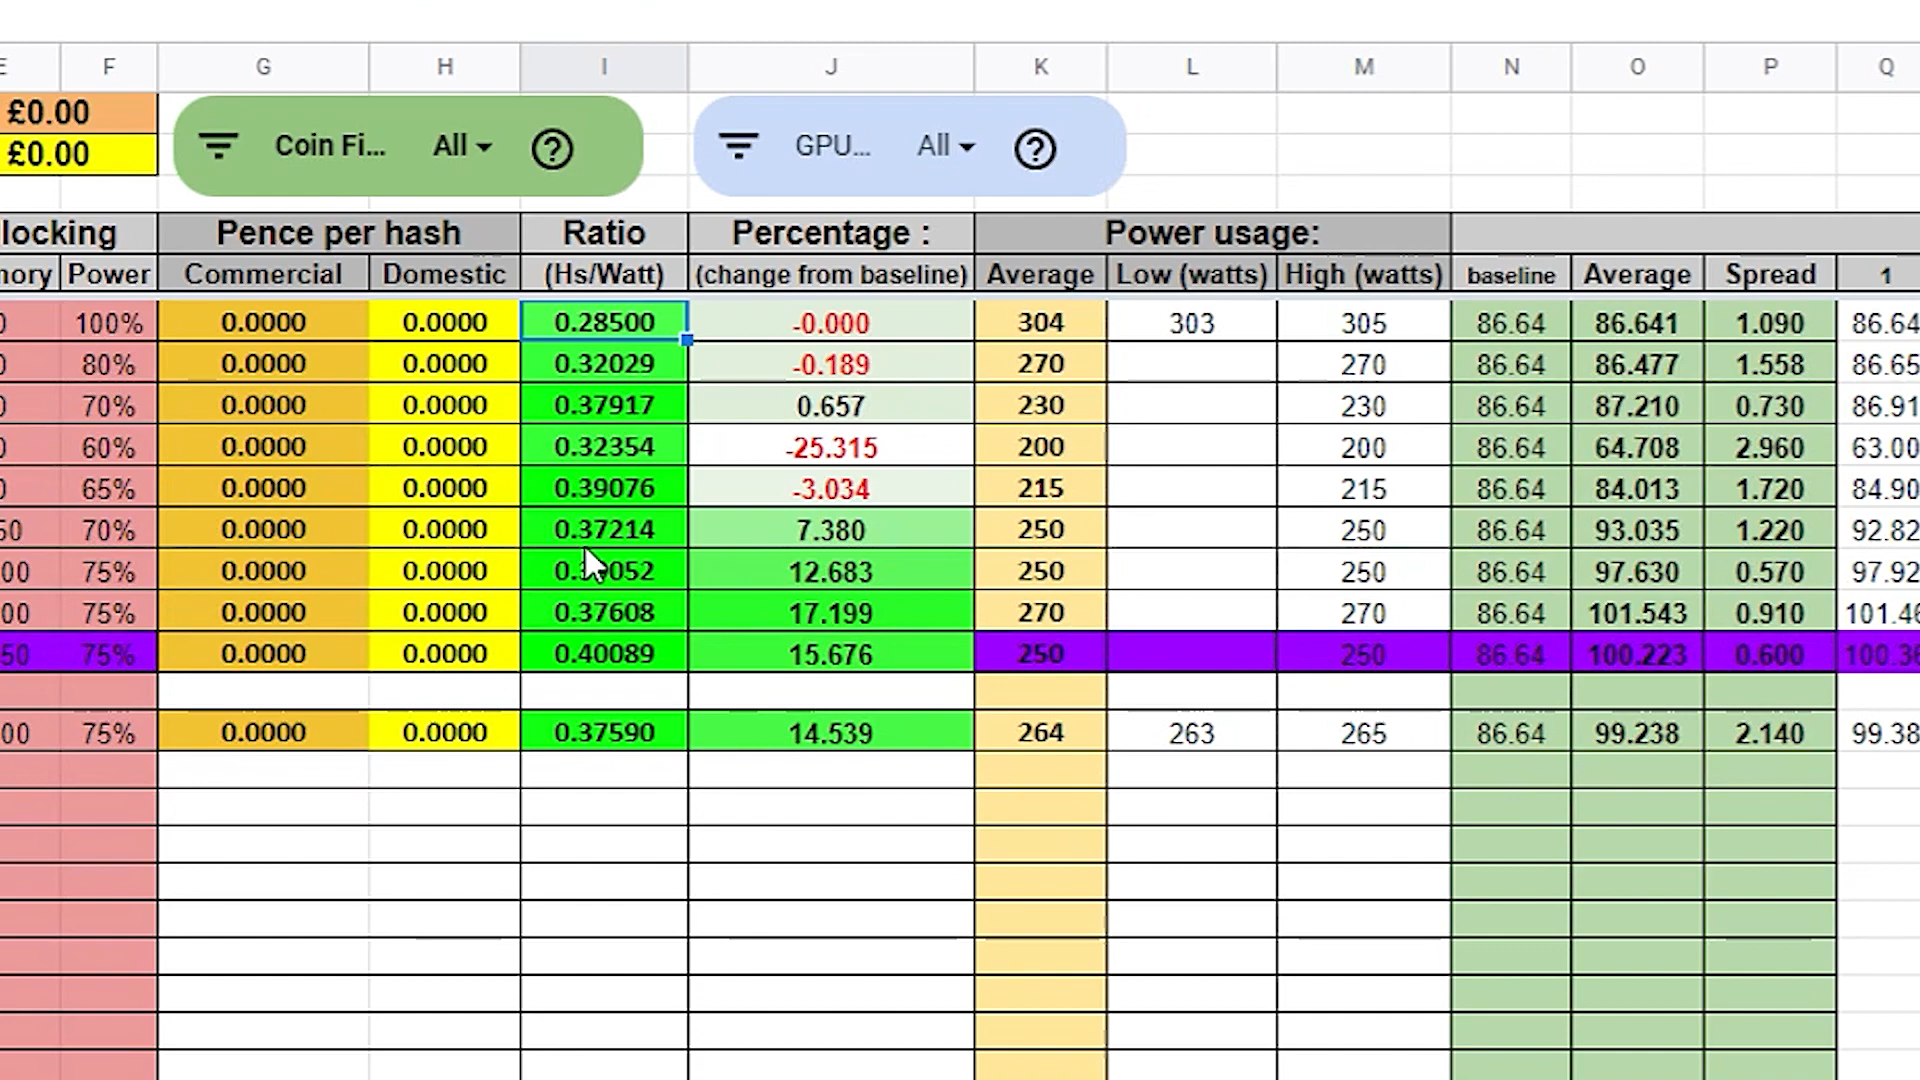 E F G H I J K L M N O P Q
£0.00 Coin Fi... All GPU... All
£0.00
locking Pence per hash Ratio Percentage : Power usage:
nory Power Commercial Domestic (Hs/Watt) (change from baseline) Average Low (watts) High (watts) baseline Average Spread 1
0 100% 0.0000 0.0000 0.28500 -0.000 304 303 305 86.64 86.641 1.090 86.64
0 80% 0.0000 0.0000 0.32029 -0.189 270 270 86.64 86.477 1.558 86.65
0 70% 0.0000 0.0000 0.37917 0.657 230 230 86.64 87.210 0.730 86.91
0 60% 0.0000 0.0000 0.32354 -25.315 200 200 86.64 64.708 2.960 63.00
0 65% 0.0000 0.0000 0.39076 -3.034 215 215 86.64 84.013 1.720 84.90
50 70% 0.0000 0.0000 0.37214 7.380 250 250 86.64 93.035 1.220 92.82
00 75% 0.0000 0.0000 12.683 250 250 86.64 97.630 0.570 97.92
00 75% 0.0000 0.0000 0.37608 17.199 270 270 86.64 101.543 0.910 101.46
50 75% 0.0000 0.0000 0.40089 15.676 250 250 86.64 100.223 0.600 100.36
00 75% 0.0000 0.0000 0.37590 14.539 264 263 265 86.64 99.238 2.140 99.38